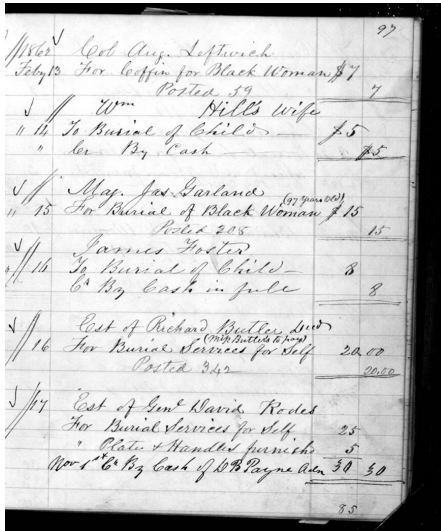 97
1862 Col Aug. Leftwich
Feby 13 For Coffin for Black Woman $7
Posted 59 7
" Wm Hill's Wife
" 14 To Burial of Child — $5
" Cr By Cash $5
" Maj. Jas Garland
(97 Years Old)
" 15 For Burial of Black Woman $15
Posted 208 15
James Foster
" 16 To Burial of Child — 8
Cr By Cash in full 8
Est of Richard Butler Decd
(Miss Butler to pay)
" 16 For Burial Services for Self 20.00
Posted 342 20.00
" 17 Est of Genl David Rodes
For Burial Services for Self 25
" Plate & Handles furnishd 5
Nov 1st Cr By Cash of D B Payne Adm 30 30
85